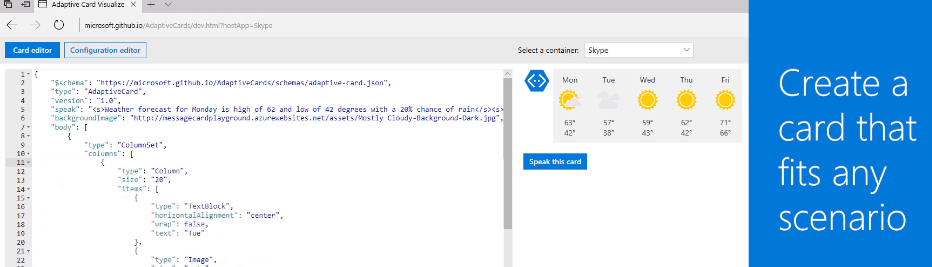 Adaptive Card Visualize
microsoft.github.io/AdaptiveCards/dev.html?hostApp=Skype
Card editor
Configuration editor
Select a container:
Skype
1 {
2 "$schema": "https://microsoft.github.io/AdaptiveCards/schemas/adaptive-card.json",
3 "type": "AdaptiveCard",
4 "version": "1.0",
5 "speak": "<s>Weather forecast for Monday is high of 62 and low of 42 degrees with a 20% chance of rain</s><s>
6 "backgroundImage": "http://messagecardplayground.azurewebsites.net/assets/Mostly Cloudy-Background-Dark.jpg",
7 "body": [
8 {
9 "type": "ColumnSet",
10 "columns": [
11 {
12 "type": "Column",
13 "size": "20",
14 "items": [
15 {
16 "type": "TextBlock",
17 "horizontalAlignment": "center",
18 "wrap": false,
19 "text": "Tue"
20 },
21 {
22 "type": "Image",
Mon Tue Wed Thu Fri
63° 57° 59° 62° 71°
42° 38° 43° 42° 66°
Speak this card
Create a
card that
fits any
scenario